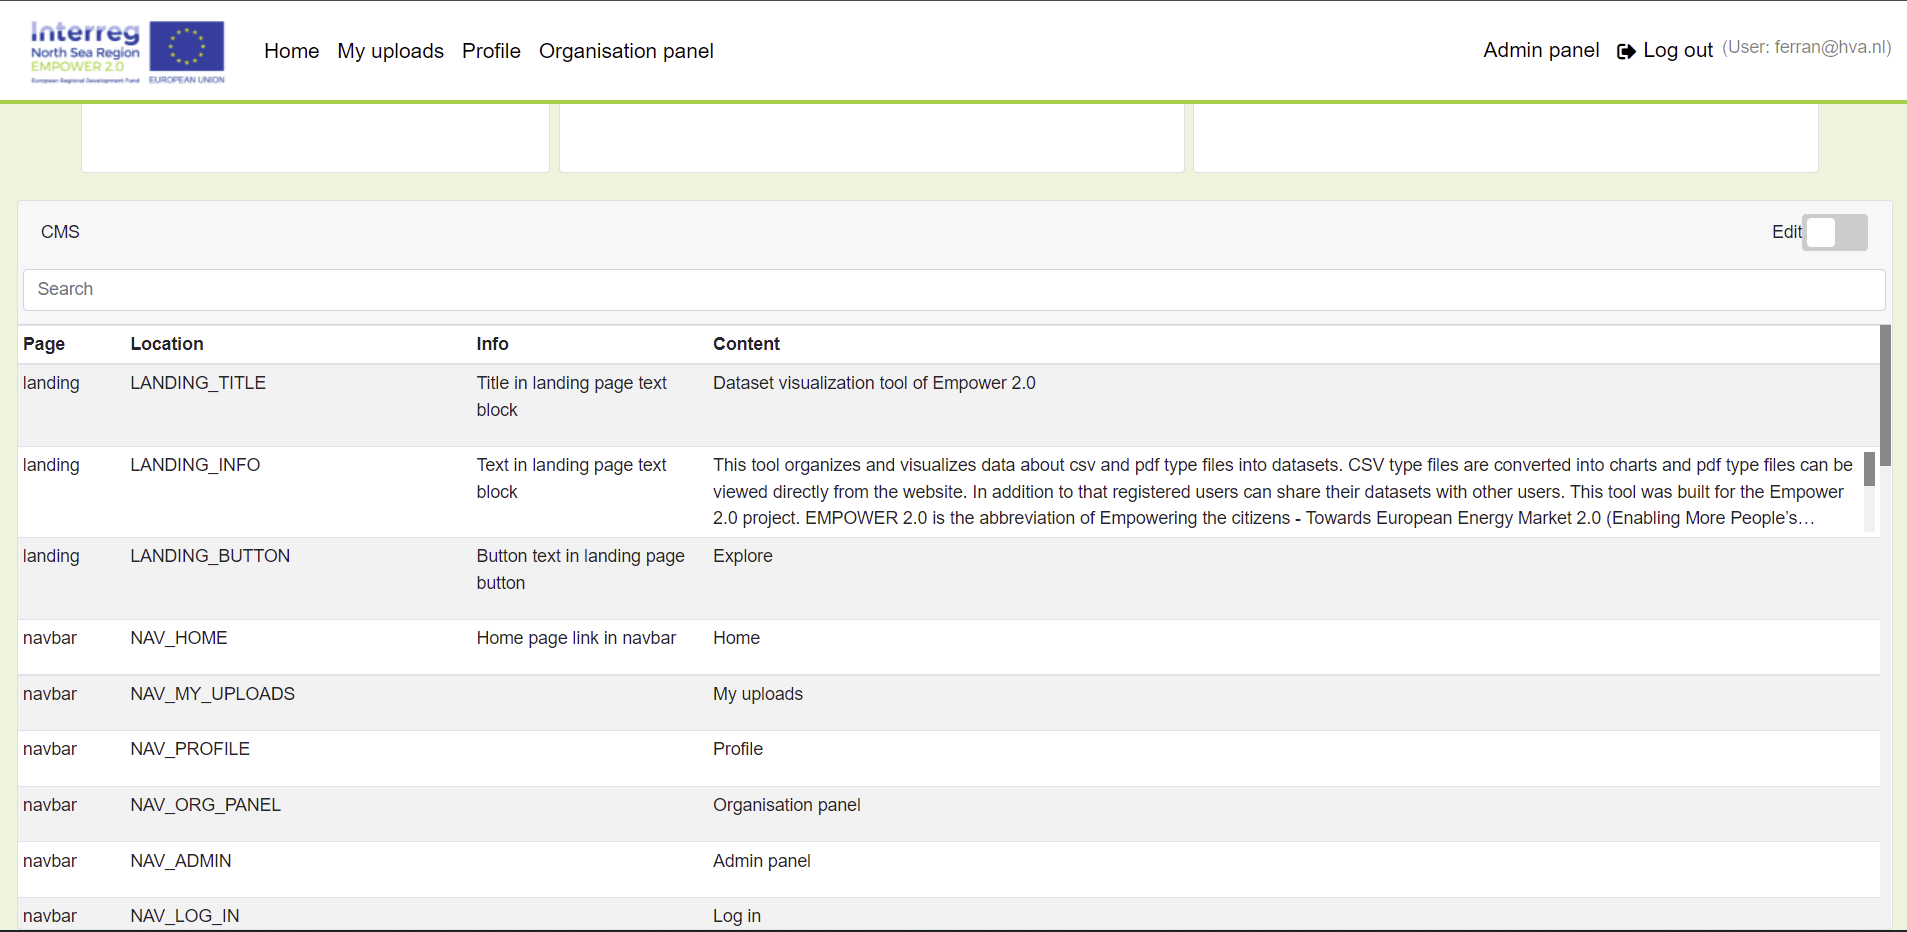 Interreg
North Sea Region
EMPOWER 2.0
European Regional Development Fund EUROPEAN UNION
Home My uploads Profile Organisation panel
Admin panel Log out (User: ferran@hva.nl)
CMS
Edit
Search
Page Location Info Content
landing LANDING_TITLE Title in landing page text Dataset visualization tool of Empower 2.0
block
landing LANDING_INFO Text in landing page text This tool organizes and visualizes data about csv and pdf type files into datasets. CSV type files are converted into charts and pdf type files can be
block viewed directly from the website. In addition to that registered users can share their datasets with other users. This tool was built for the Empower
2.0 project. EMPOWER 2.0 is the abbreviation of Empowering the citizens - Towards European Energy Market 2.0 (Enabling More People’s…
landing LANDING_BUTTON Button text in landing page Explore
button
navbar NAV_HOME Home page link in navbar Home
navbar NAV_MY_UPLOADS My uploads
navbar NAV_PROFILE Profile
navbar NAV_ORG_PANEL Organisation panel
navbar NAV_ADMIN Admin panel
navbar NAV_LOG_IN Log in